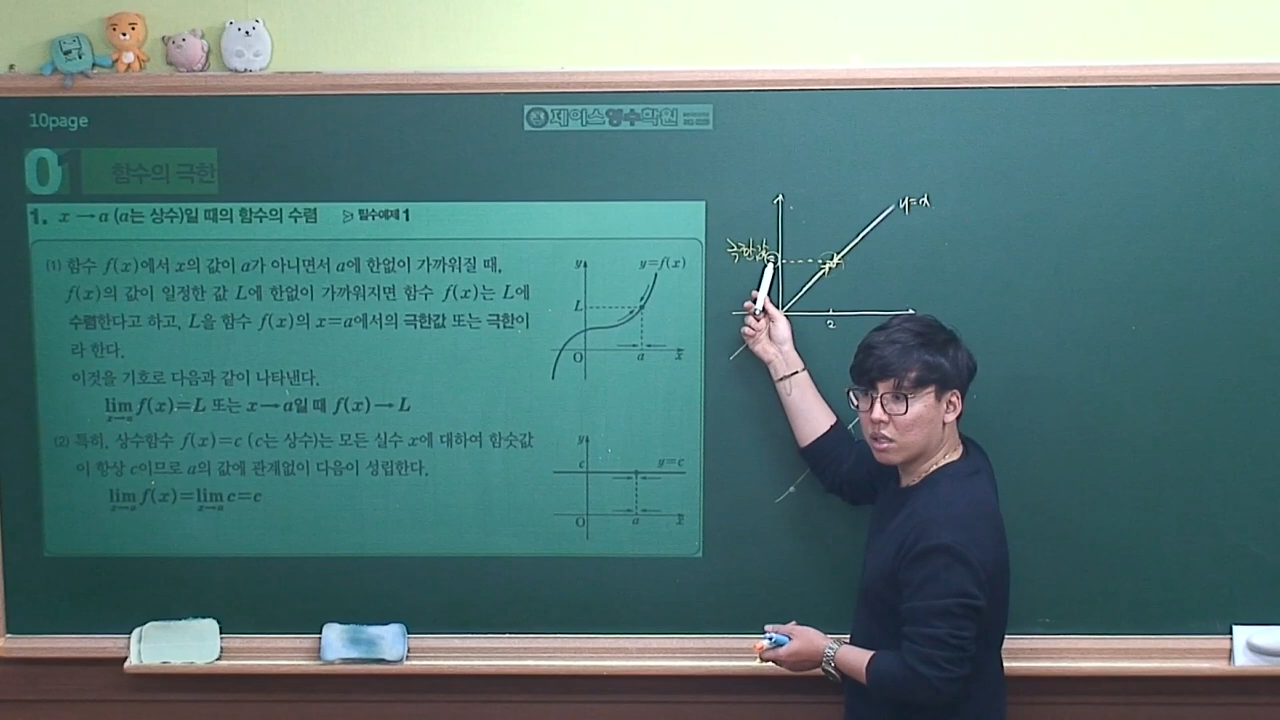 10page
제이스영수학원
01 함수의 극한
1. x → a (a는 상수)일 때의 함수의 수렴 ▷ 필수예제 1
(1) 함수 f(x)에서 x의 값이 a가 아니면서 a에 한없이 가까워질 때,
f(x)의 값이 일정한 값 L에 한없이 가까워지면 함수 f(x)는 L에
수렴한다고 하고, L을 함수 f(x)의 x=a에서의 극한값 또는 극한이
라 한다.
이것을 기호로 다음과 같이 나타낸다.
lim x→a f(x)=L 또는 x→a일 때 f(x)→L
y
y=f(x)
L
O a x
(2) 특히, 상수함수 f(x)=c (c는 상수)는 모든 실수 x에 대하여 함숫값
이 항상 c이므로 a의 값에 관계없이 다음이 성립한다.
lim x→a f(x)=lim x→a c=c
y
c y=c
O a x
y=x
극한값
2